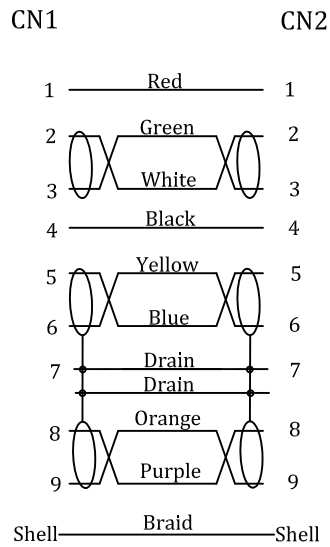 CN1 CN2
1 Red 1
2 Green 2
3 White 3
4 Black 4
5 Yellow 5
6 Blue 6
7 Drain 7
Drain
8 Orange 8
9 Purple 9
Shell Braid Shell